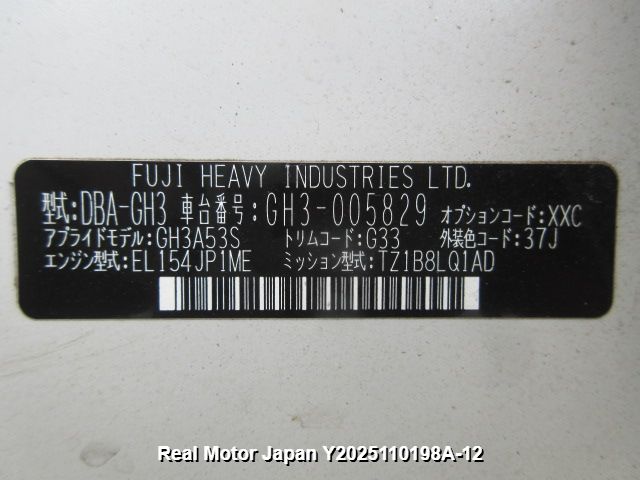 FUJI HEAVY INDUSTRIES LTD.
型式:DBA-GH3 車台番号:GH3-005829 オプションコード:XXC
アプライドモデル:GH3A53S トリムコード:G33 外装色コード:37J
エンジン型式:EL154JP1ME ミッション型式:TZ1B8LQ1AD
Real Motor Japan Y2025110198A-12